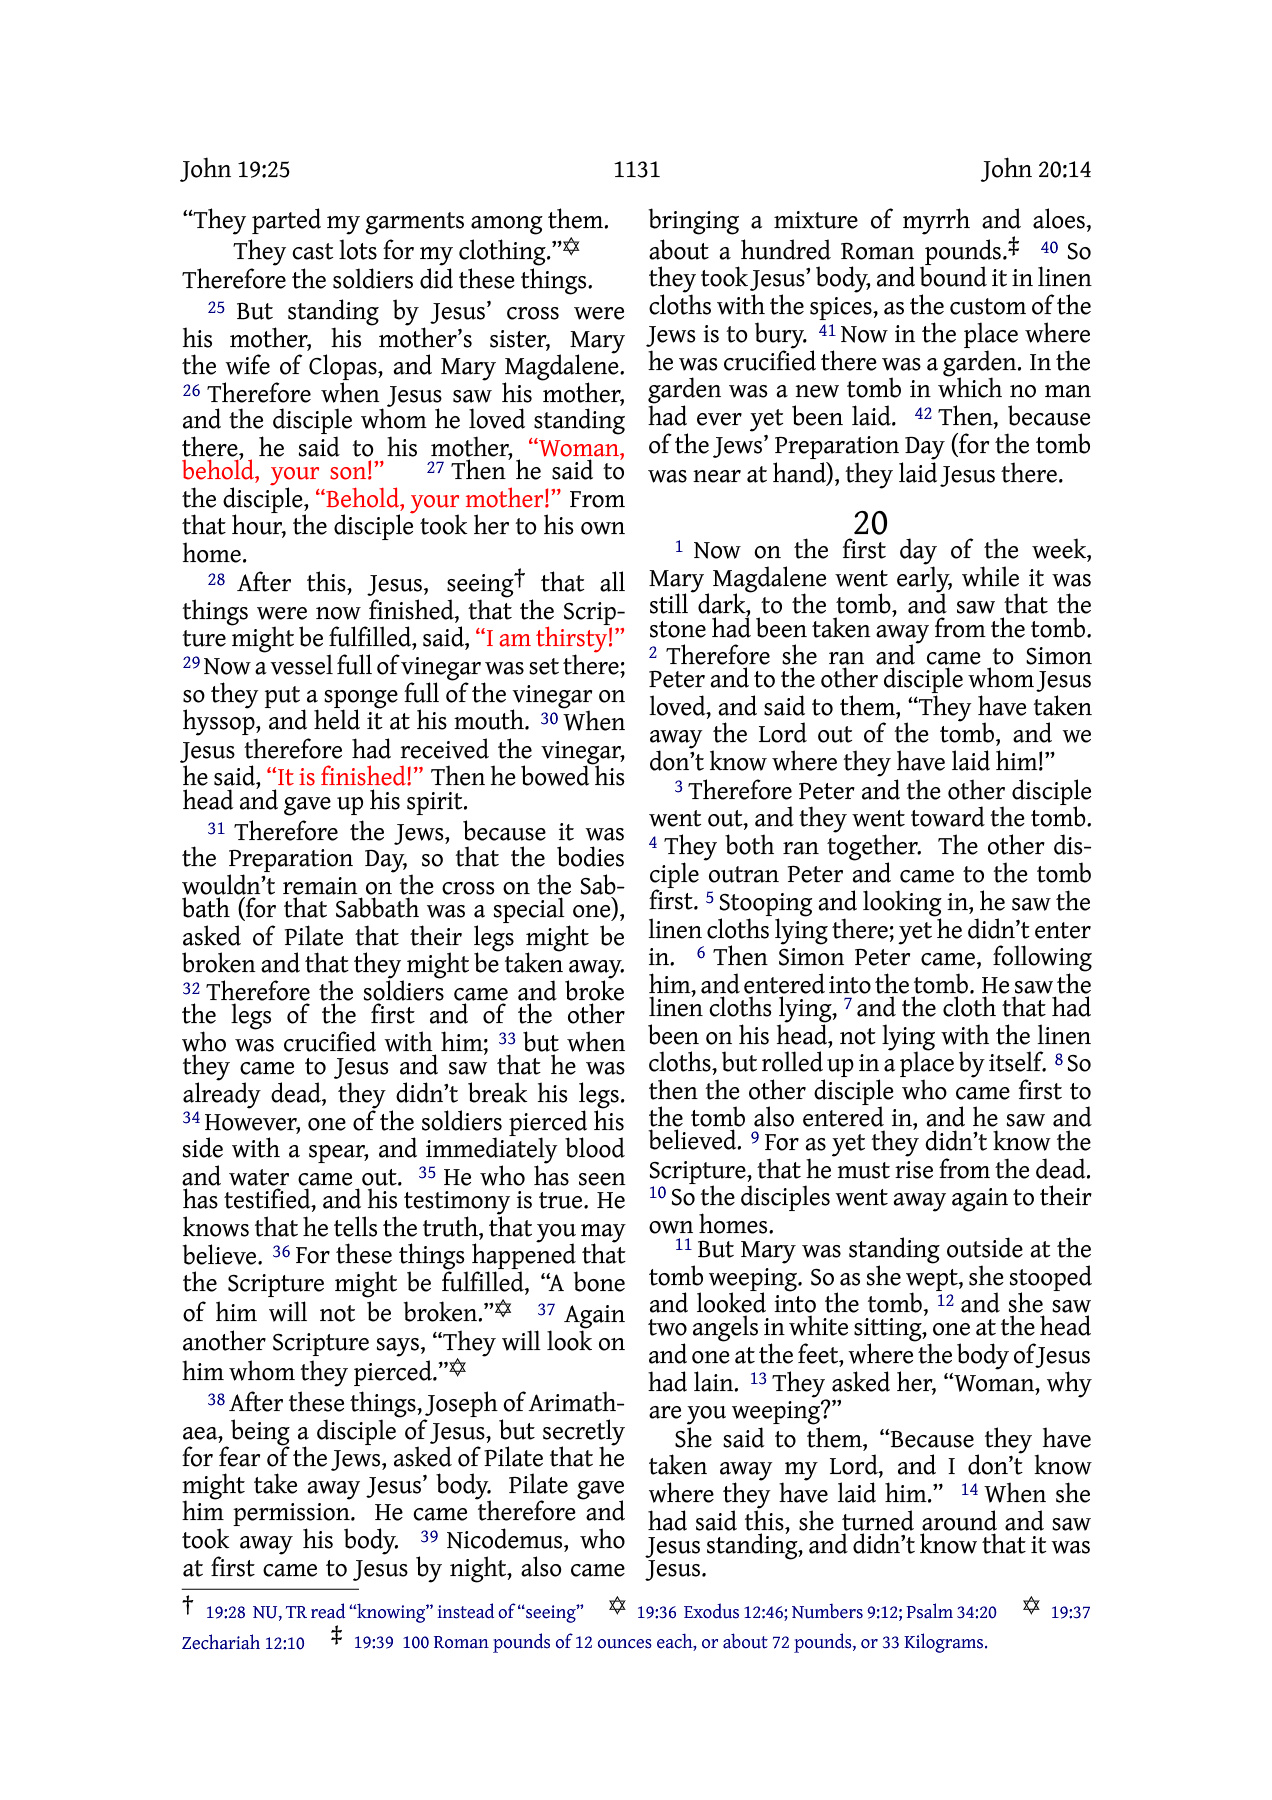 John 19:25 1131 John 20:14
“They parted my garments among them.
They cast lots for my clothing.”✡
Therefore the soldiers did these things.
25 But standing by Jesus’ cross were
his mother, his mother’s sister, Mary
the wife of Clopas, and Mary Magdalene.
26 Therefore when Jesus saw his mother,
and the disciple whom he loved standing
there, he said to his mother, “Woman,
behold, your son!” 27 Then he said to
the disciple, “Behold, your mother!” From
that hour, the disciple took her to his own
home.
28 After this, Jesus, seeing† that all
things were now finished, that the Scrip-
ture might be fulfilled, said, “I am thirsty!”
29 Now a vessel full of vinegar was set there;
so they put a sponge full of the vinegar on
hyssop, and held it at his mouth. 30 When
Jesus therefore had received the vinegar,
he said, “It is finished!” Then he bowed his
head and gave up his spirit.
31 Therefore the Jews, because it was
the Preparation Day, so that the bodies
wouldn’t remain on the cross on the Sab-
bath (for that Sabbath was a special one),
asked of Pilate that their legs might be
broken and that they might be taken away.
32 Therefore the soldiers came and broke
the legs of the first and of the other
who was crucified with him; 33 but when
they came to Jesus and saw that he was
already dead, they didn’t break his legs.
34 However, one of the soldiers pierced his
side with a spear, and immediately blood
and water came out. 35 He who has seen
has testified, and his testimony is true. He
knows that he tells the truth, that you may
believe. 36 For these things happened that
the Scripture might be fulfilled, “A bone
of him will not be broken.”✡ 37 Again
another Scripture says, “They will look on
him whom they pierced.”✡
38 After these things, Joseph of Arimath-
aea, being a disciple of Jesus, but secretly
for fear of the Jews, asked of Pilate that he
might take away Jesus’ body. Pilate gave
him permission. He came therefore and
took away his body. 39 Nicodemus, who
at first came to Jesus by night, also came
bringing a mixture of myrrh and aloes,
about a hundred Roman pounds.‡ 40 So
they took Jesus’ body, and bound it in linen
cloths with the spices, as the custom of the
Jews is to bury. 41 Now in the place where
he was crucified there was a garden. In the
garden was a new tomb in which no man
had ever yet been laid. 42 Then, because
of the Jews’ Preparation Day (for the tomb
was near at hand), they laid Jesus there.
20
1 Now on the first day of the week,
Mary Magdalene went early, while it was
still dark, to the tomb, and saw that the
stone had been taken away from the tomb.
2 Therefore she ran and came to Simon
Peter and to the other disciple whom Jesus
loved, and said to them, “They have taken
away the Lord out of the tomb, and we
don’t know where they have laid him!”
3 Therefore Peter and the other disciple
went out, and they went toward the tomb.
4 They both ran together. The other dis-
ciple outran Peter and came to the tomb
first. 5 Stooping and looking in, he saw the
linen cloths lying there; yet he didn’t enter
in. 6 Then Simon Peter came, following
him, and entered into the tomb. He saw the
linen cloths lying, 7 and the cloth that had
been on his head, not lying with the linen
cloths, but rolled up in a place by itself. 8 So
then the other disciple who came first to
the tomb also entered in, and he saw and
believed. 9 For as yet they didn’t know the
Scripture, that he must rise from the dead.
10 So the disciples went away again to their
own homes.
11 But Mary was standing outside at the
tomb weeping. So as she wept, she stooped
and looked into the tomb, 12 and she saw
two angels in white sitting, one at the head
and one at the feet, where the body of Jesus
had lain. 13 They asked her, “Woman, why
are you weeping?”
She said to them, “Because they have
taken away my Lord, and I don’t know
where they have laid him.” 14 When she
had said this, she turned around and saw
Jesus standing, and didn’t know that it was
Jesus.
† 19:28 NU, TR read “knowing” instead of “seeing” ✡ 19:36 Exodus 12:46; Numbers 9:12; Psalm 34:20 ✡ 19:37
Zechariah 12:10 ‡ 19:39 100 Roman pounds of 12 ounces each, or about 72 pounds, or 33 Kilograms.